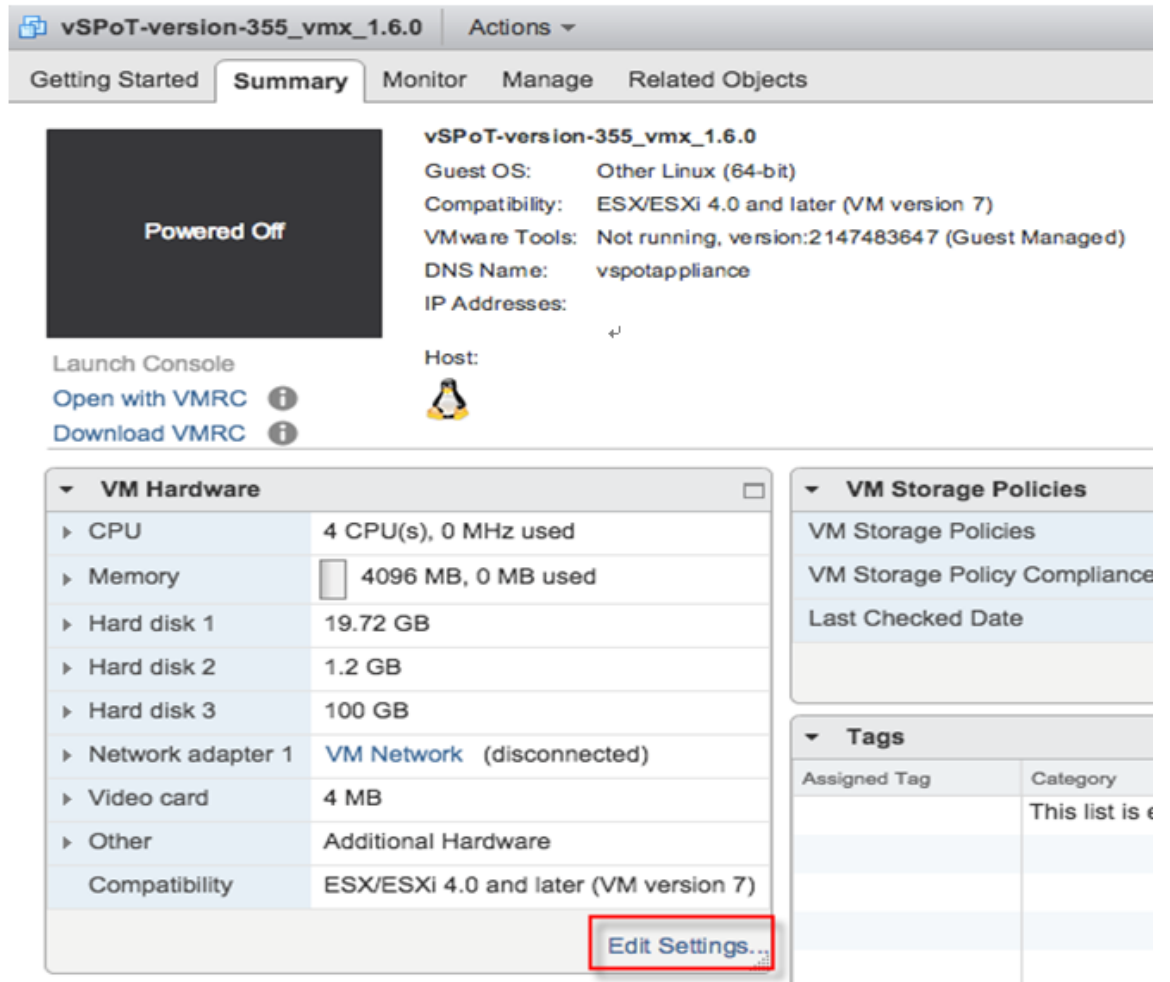 vSPoT-version-355_vmx_1.6.0 Actions
Getting Started Summary Monitor Manage Related Objects
Powered Off
vSPoT-version-355_vmx_1.6.0
Guest OS: Other Linux (64-bit)
Compatibility: ESX/ESXi 4.0 and later (VM version 7)
VMware Tools: Not running, version:2147483647 (Guest Managed)
DNS Name: vspotappliance
IP Addresses:
Host:
Launch Console
Open with VMRC
Download VMRC
VM Hardware
CPU 4 CPU(s), 0 MHz used
Memory 4096 MB, 0 MB used
Hard disk 1 19.72 GB
Hard disk 2 1.2 GB
Hard disk 3 100 GB
Network adapter 1 VM Network (disconnected)
Video card 4 MB
Other Additional Hardware
Compatibility ESX/ESXi 4.0 and later (VM version 7)
Edit Settings...
VM Storage Policies
VM Storage Policies
VM Storage Policy Compliance
Last Checked Date
Tags
Assigned Tag Category
This list is e